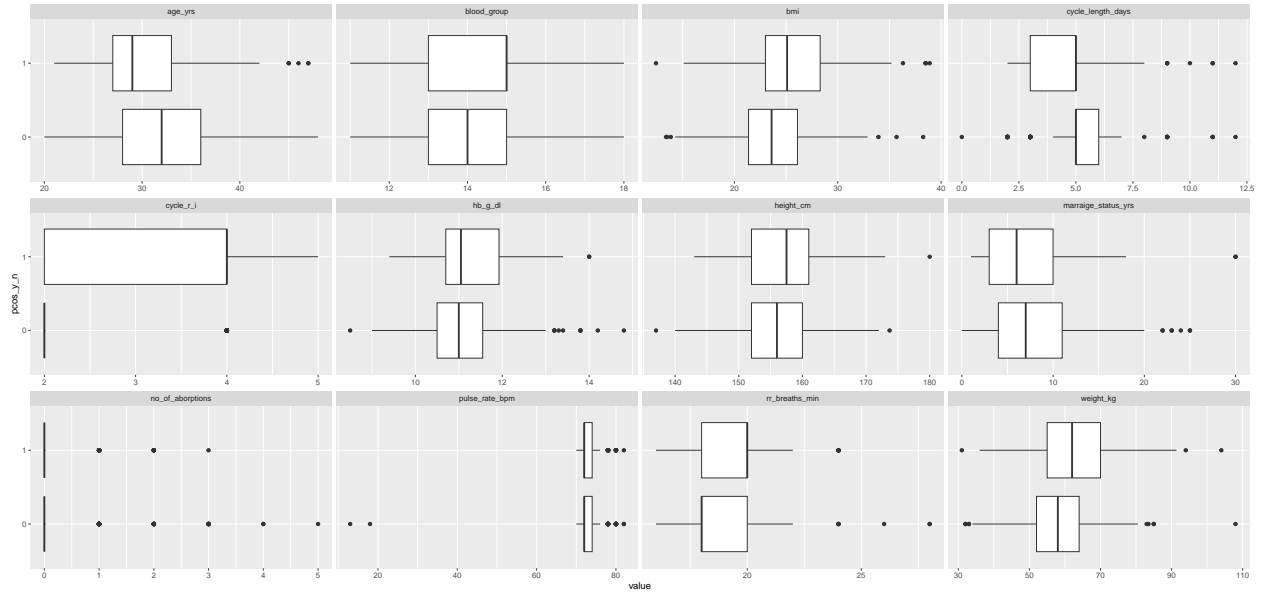 age_yrs
blood_group
bmi
cycle_length_days
1
0
20 30 40
12 14 16 18
20 30 40
0.0 2.5 5.0 7.5 10.0 12.5
cycle_r_i
hb_g_dl
height_cm
marraige_status_yrs
pcos_y_n
1
0
2 3 4 5
10 12 14
140 150 160 170 180
0 10 20 30
no_of_aborptions
pulse_rate_bpm
rr_breaths_min
weight_kg
1
0
0 1 2 3 4 5
20 40 60 80
20 24 28
30 50 70 90 110
value